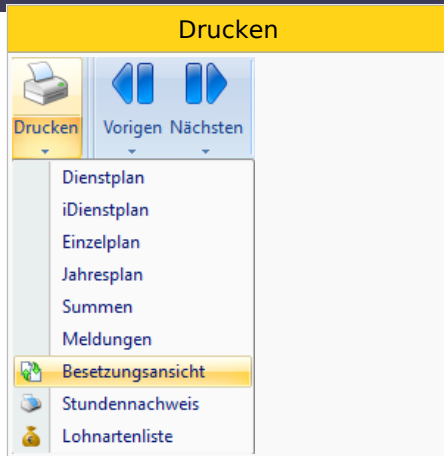 Drucken
Drucken Vorigen Nächsten
Dienstplan
iDienstplan
Einzelplan
Jahresplan
Summen
Meldungen
Besetzungsansicht
Stundennachweis
Lohnartenliste